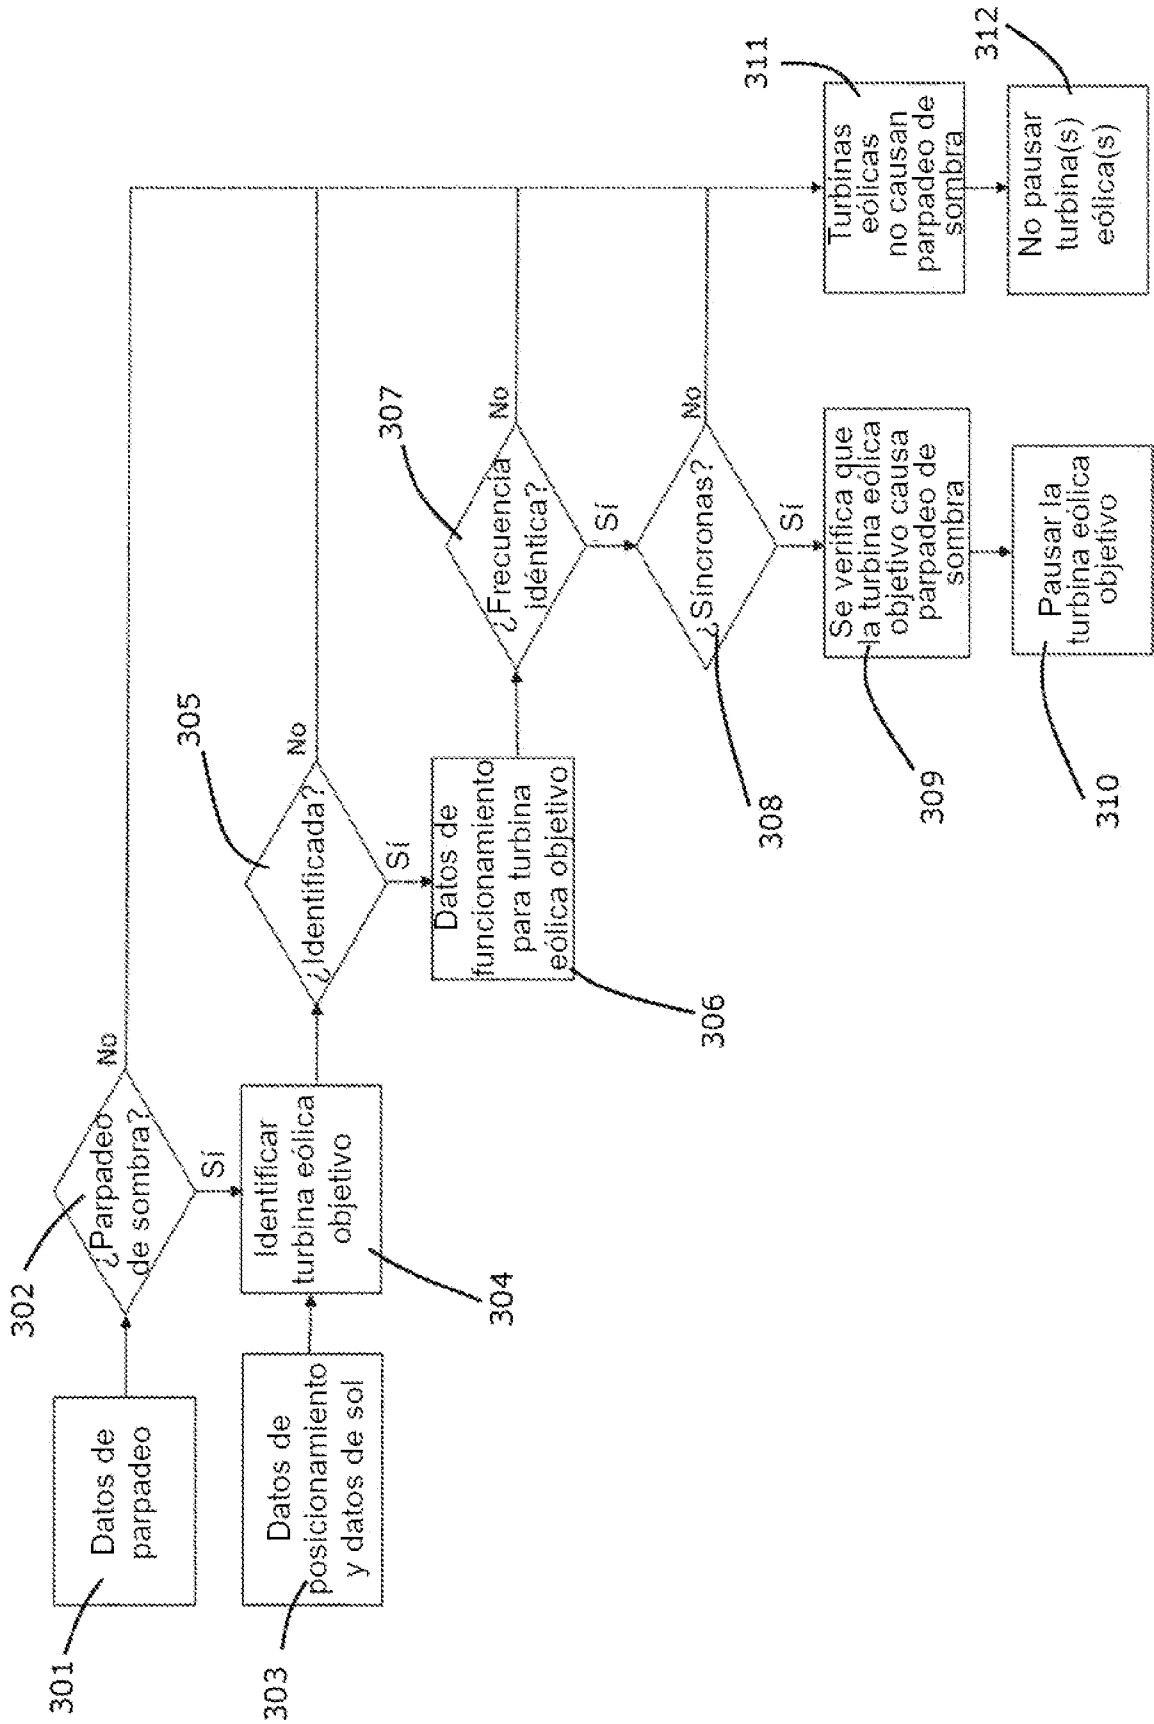 301
Datos de
parpadeo
302
¿Parpadeo
de sombra?
No
Sí
303
Datos de
posicionamiento
y datos de sol
304
Identificar
turbina eólica
objetivo
305
¿Identificada?
No
Sí
306
Datos de
funcionamiento
para turbina
eólica objetivo
307
¿Frecuencia
idéntica?
No
Sí
308
¿Síncronas?
No
Sí
309
Se verifica que
la turbina eólica
objetivo causa
parpadeo de
sombra
310
Pausar la
turbina eólica
objetivo
311
Turbinas
eólicas
no causan
parpadeo de
sombra
312
No pausar
turbina(s)
eólica(s)